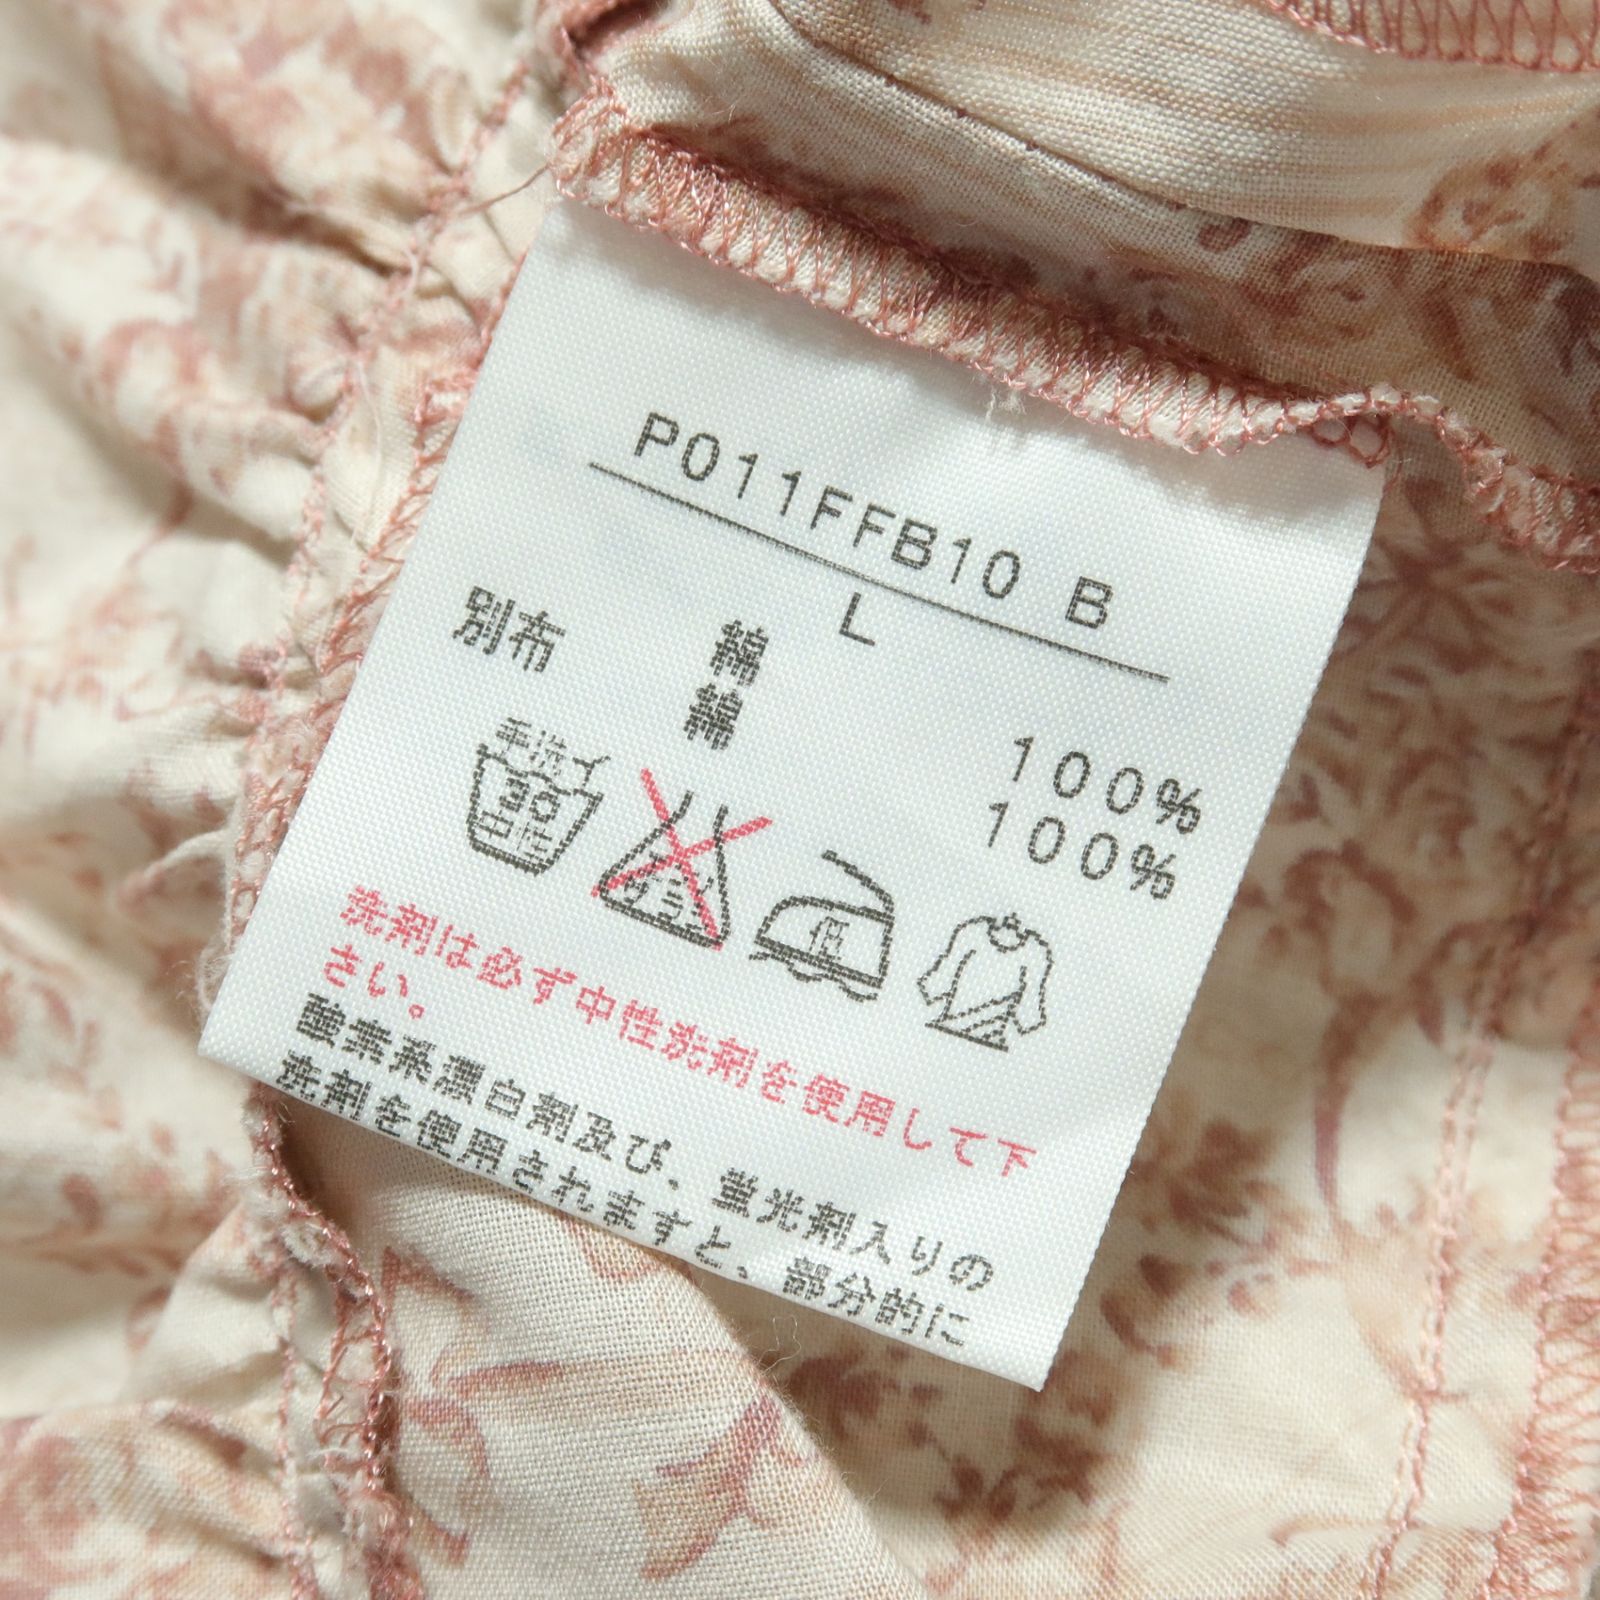 P011FFB10 B
L
綿 100%
別布 綿 100%
手洗イ
30
中性
エンソサラシ
低
洗剤は必ず中性洗剤を使用して下
さい。
酸素系漂白剤及び、蛍光剤入りの
洗剤を使用されますと、部分的に